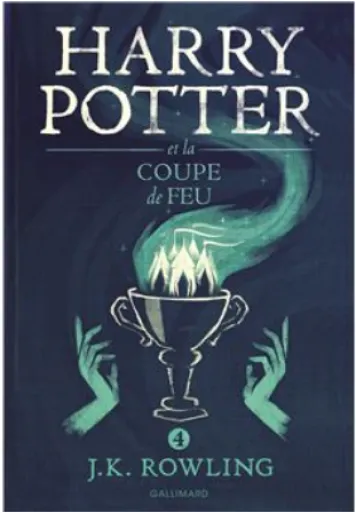 HARRY
POTTER
et la
COUPE
de FEU
4
J.K. ROWLING
GALLIMARD